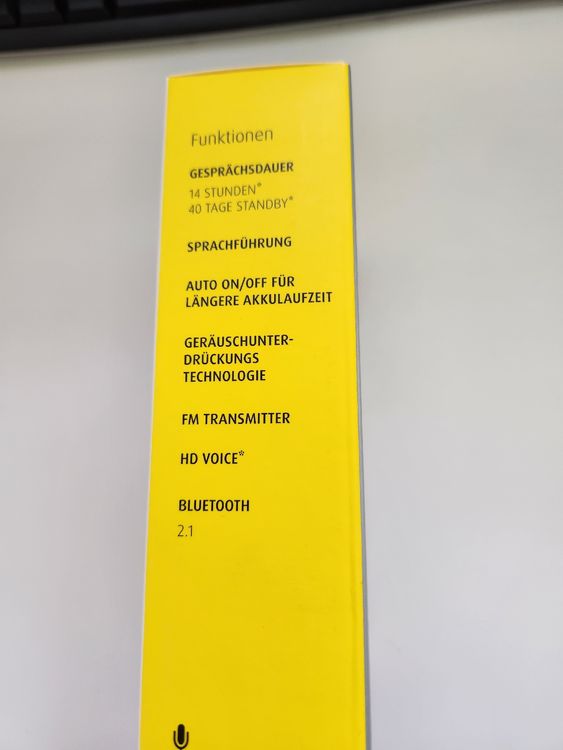 Funktionen
GESPRÄCHSDAUER
14 STUNDEN*
40 TAGE STANDBY*
SPRACHFÜHRUNG
AUTO ON/OFF FÜR
LÄNGERE AKKULAUFZEIT
GERÄUSCHUNTER-
DRÜCKUNGS
TECHNOLOGIE
FM TRANSMITTER
HD VOICE*
BLUETOOTH
2.1